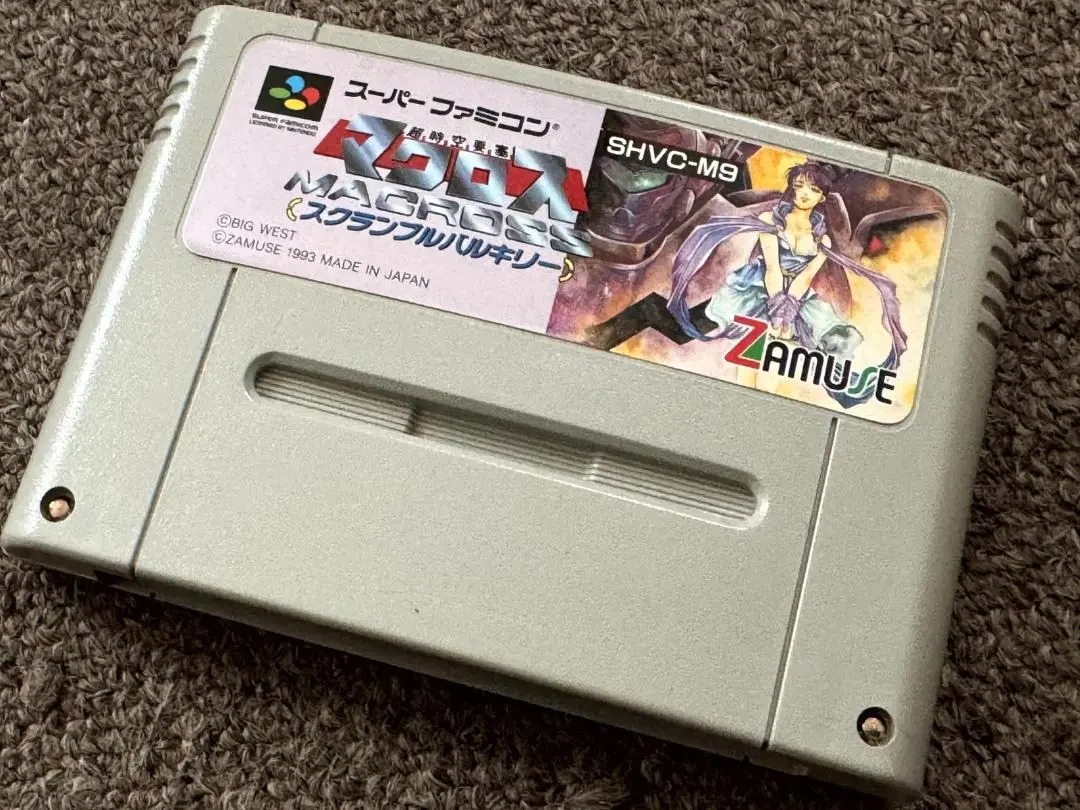 スーパーファミコン®
SUPER FAMICOM
LICENSED BY NINTENDO
超時空要塞
マクロス
MACROSS
スクランブルバルキリー
©BIG WEST
©ZAMUSE 1993 MADE IN JAPAN
SHVC-M9
ZAMUSE